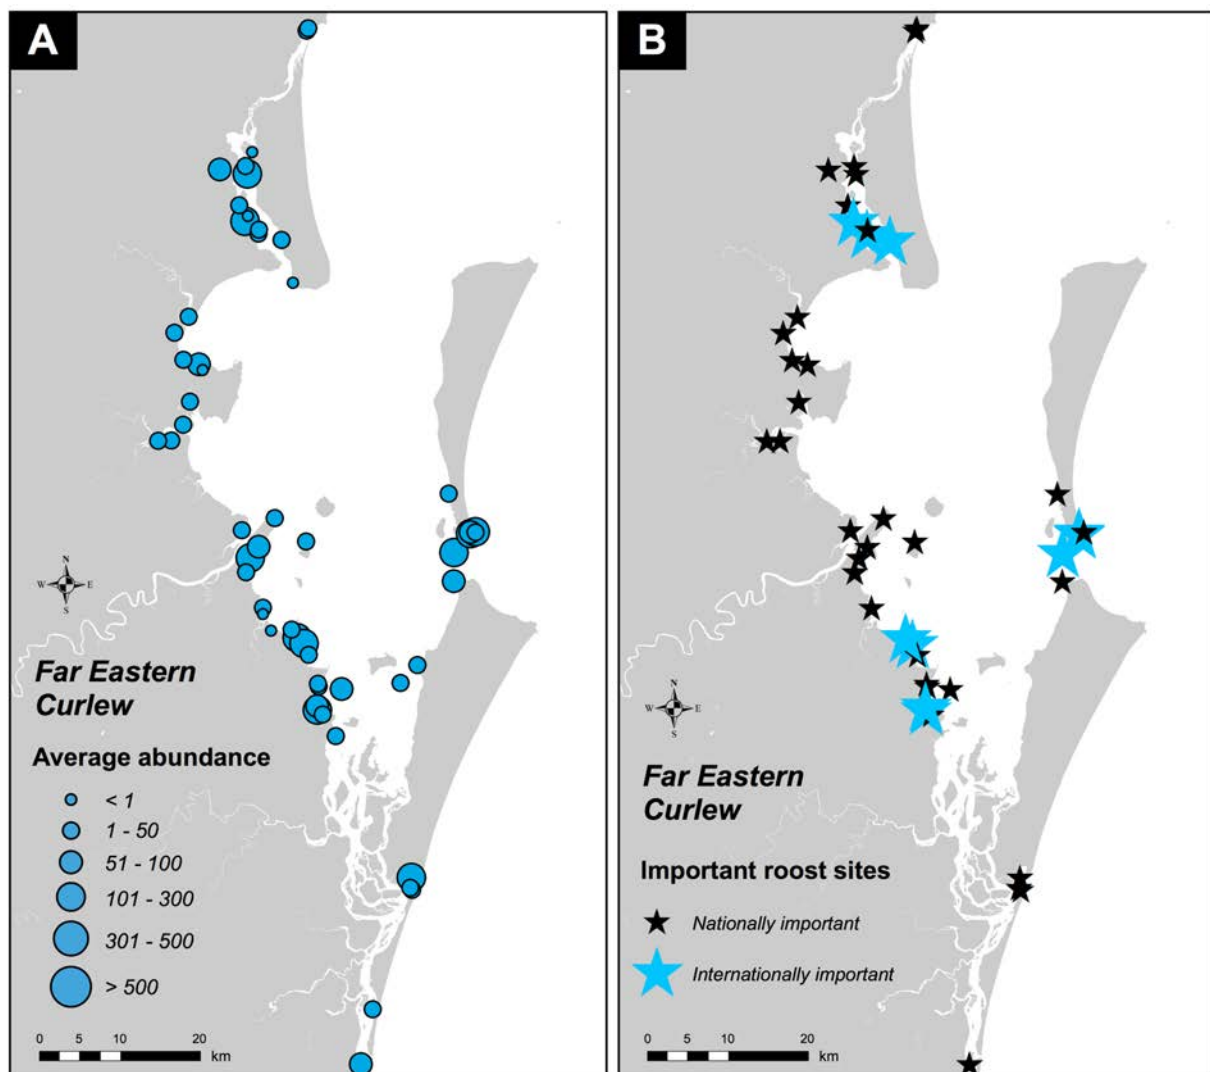 A
N
W E
S
Far Eastern
Curlew
Average abundance
< 1
1 - 50
51 - 100
101 - 300
301 - 500
> 500
0 5 10 20
km
B
N
W E
S
Far Eastern
Curlew
Important roost sites
Nationally important
Internationally important
0 5 10 20
km